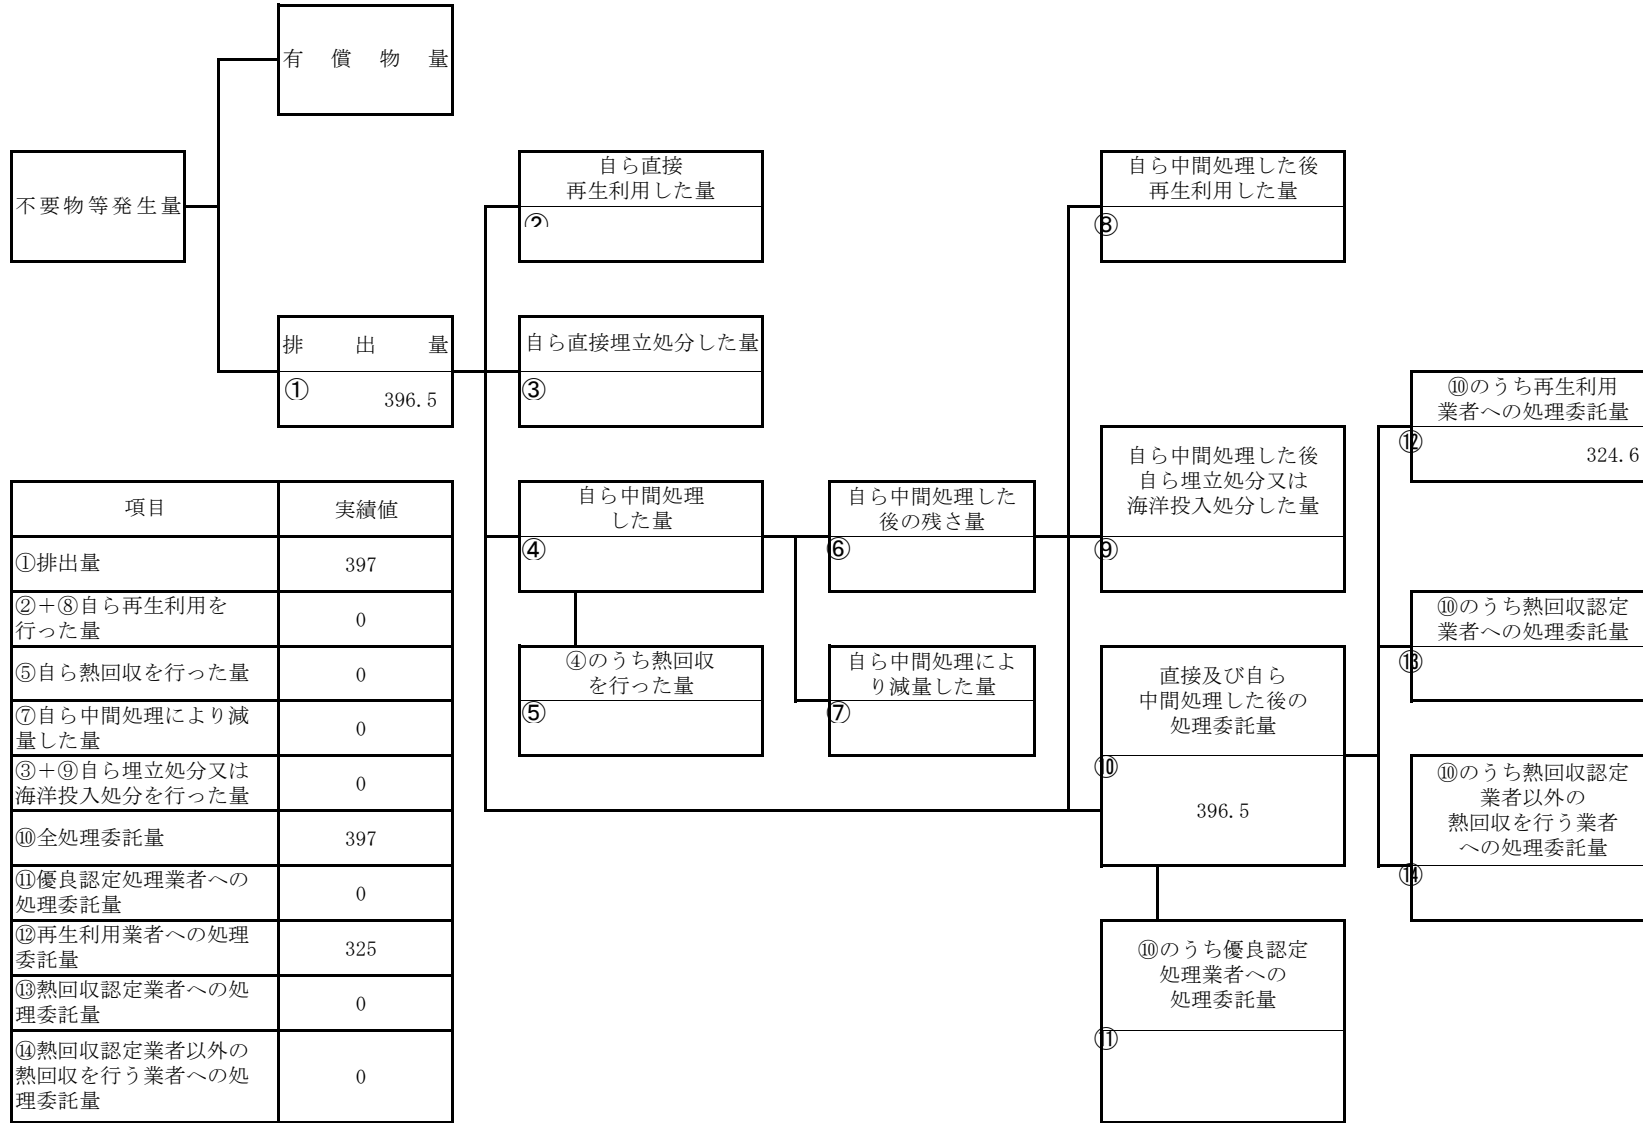 有償物量
不要物等発生量
排出量
①
396.5
自ら直接
再生利用した量
②
自ら直接埋立処分した量
③
自ら中間処理
した量
④
④のうち熱回収
を行った量
⑤
自ら中間処理した
後の残さ量
⑥
自ら中間処理によ
り減量した量
⑦
自ら中間処理した後
再生利用した量
⑧
自ら中間処理した後
自ら埋立処分又は
海洋投入処分した量
⑨
直接及び自ら
中間処理した後の
処理委託量
⑩
396.5
⑩のうち優良認定
処理業者への
処理委託量
⑪
⑩のうち再生利用
業者への処理委託量
⑫
324.6
⑩のうち熱回収認定
業者への処理委託量
⑬
⑩のうち熱回収認定
業者以外の
熱回収を行う業者
への処理委託量
⑭
項目 実績値
①排出量 397
②＋⑧自ら再生利用を
行った量 0
⑤自ら熱回収を行った量 0
⑦自ら中間処理により減
量した量 0
③＋⑨自ら埋立処分又は
海洋投入処分を行った量 0
⑩全処理委託量 397
⑪優良認定処理業者への
処理委託量 0
⑫再生利用業者への処理
委託量 325
⑬熱回収認定業者への処
理委託量 0
⑭熱回収認定業者以外の
熱回収を行う業者への処 0
理委託量